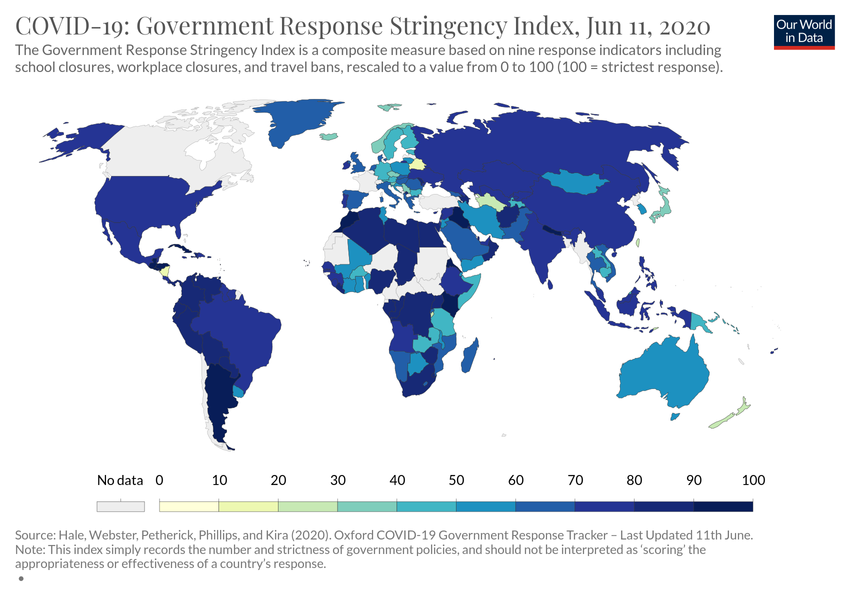 COVID-19: Government Response Stringency Index, Jun 11, 2020
The Government Response Stringency Index is a composite measure based on nine response indicators including
school closures, workplace closures, and travel bans, rescaled to a value from 0 to 100 (100 = strictest response).
Our World
in Data
No data 0 10 20 30 40 50 60 70 80 90 100
Source: Hale, Webster, Petherick, Phillips, and Kira (2020). Oxford COVID-19 Government Response Tracker – Last Updated 11th June.
Note: This index simply records the number and strictness of government policies, and should not be interpreted as ‘scoring’ the
appropriateness or effectiveness of a country’s response.